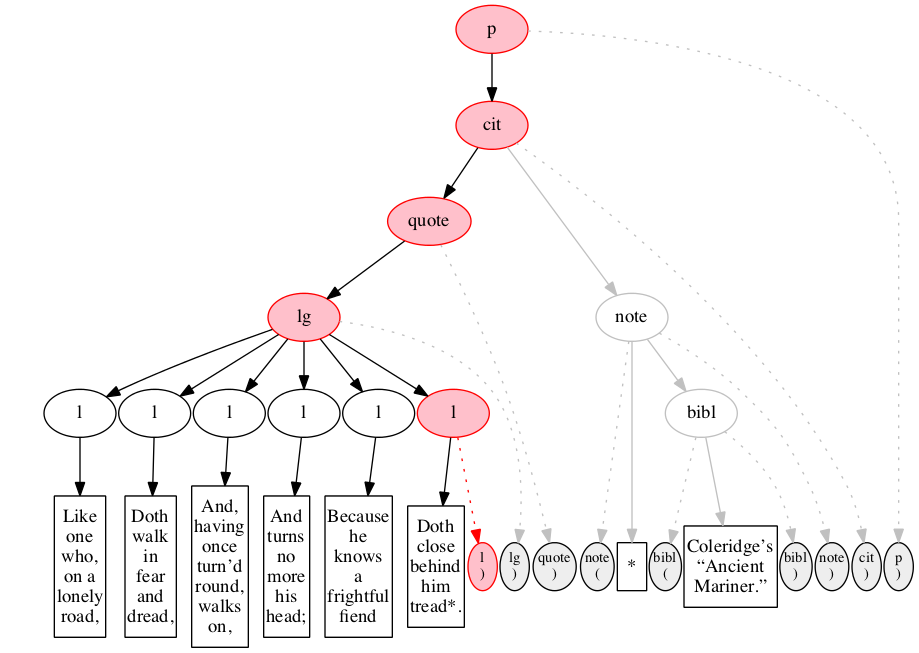 p
cit
quote
lg
note
l
l
l
l
l
l
bibl
Like
one
who,
on a
lonely
road,
Doth
walk
in
fear
and
dread,
And,
having
once
turn’d
round,
walks
on,
And
turns
no
more
his
head;
Because
he
knows
a
frightful
fiend
Doth
close
behind
him
tread*.
l
)
lg
)
quote
)
note
(
*
bibl
(
Coleridge’s
“Ancient
Mariner.”
bibl
)
note
)
cit
)
p
)